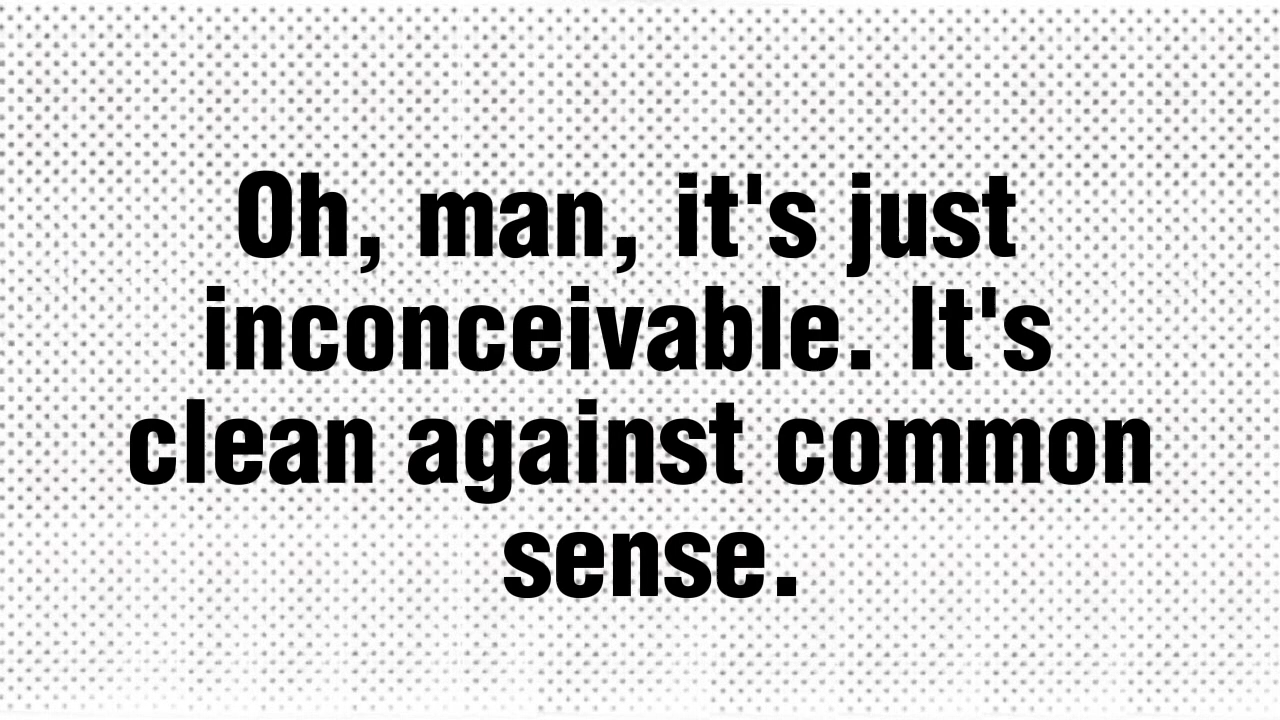 Oh, man, it's just
inconceivable. It's
clean against common
sense.